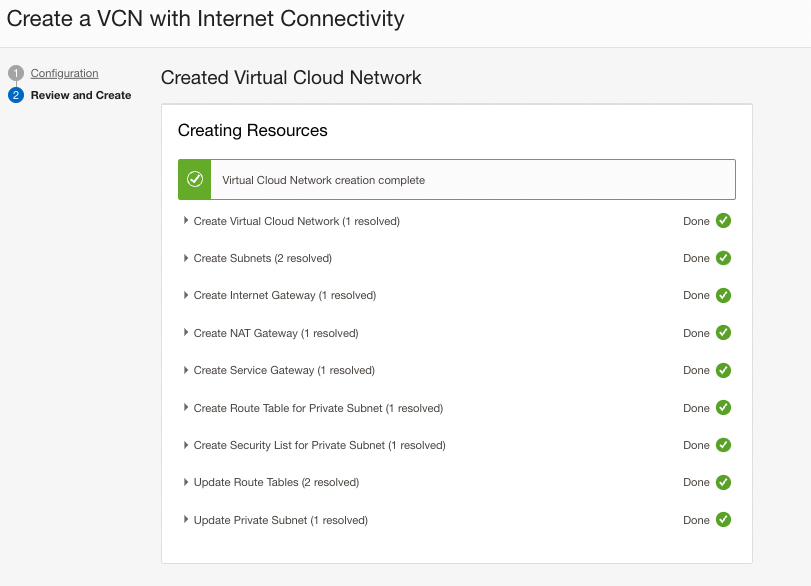 Create a VCN with Internet Connectivity
1 Configuration
2 Review and Create
Created Virtual Cloud Network
Creating Resources
Virtual Cloud Network creation complete
Create Virtual Cloud Network (1 resolved) Done
Create Subnets (2 resolved) Done
Create Internet Gateway (1 resolved) Done
Create NAT Gateway (1 resolved) Done
Create Service Gateway (1 resolved) Done
Create Route Table for Private Subnet (1 resolved) Done
Create Security List for Private Subnet (1 resolved) Done
Update Route Tables (2 resolved) Done
Update Private Subnet (1 resolved) Done